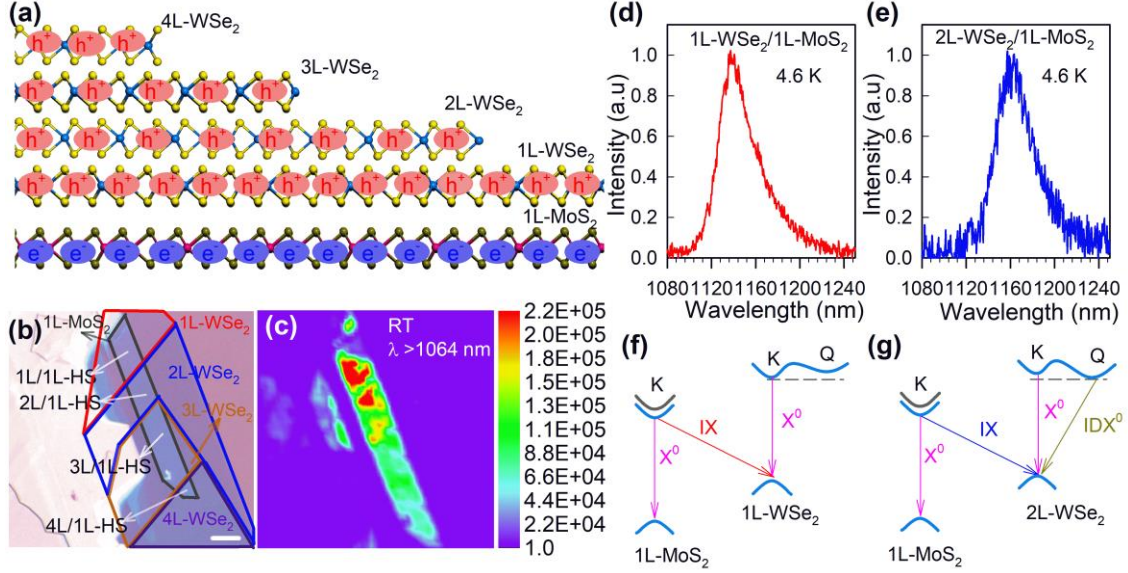 (a)
4L-WSe2
h+ h+ h+
3L-WSe2
h+ h+ h+ h+ h+
2L-WSe2
h+ h+ h+ h+ h+ h+ h+ h+
1L-WSe2
h+ h+ h+ h+ h+ h+ h+ h+ h+ h+ h+
1L-MoS2
e- e- e- e- e- e- e- e- e- e- e-
(b)
1L-MoS2
1L-WSe2
1L/1L-HS
2L-WSe2
2L/1L-HS
3L-WSe2
3L/1L-HS
4L/1L-HS
4L-WSe2
(c)
RT
λ >1064 nm
2.2E+05
2.0E+05
1.8E+05
1.5E+05
1.3E+05
1.1E+05
8.8E+04
6.6E+04
4.4E+04
2.2E+04
1.0
(d)
1L-WSe2/1L-MoS2
4.6 K
1.0
0.8
0.6
0.4
0.2
0.0
Intensity (a.u)
1080 1120 1160 1200 1240
Wavelength (nm)
(e)
2L-WSe2/1L-MoS2
4.6 K
1.0
0.8
0.6
0.4
0.2
0.0
Intensity (a.u)
1080 1120 1160 1200 1240
Wavelength (nm)
(f)
K Q
K
IX
X0
X0
1L-WSe2
1L-MoS2
(g)
K Q
K
IX
X0
IDX0
X0
2L-WSe2
1L-MoS2